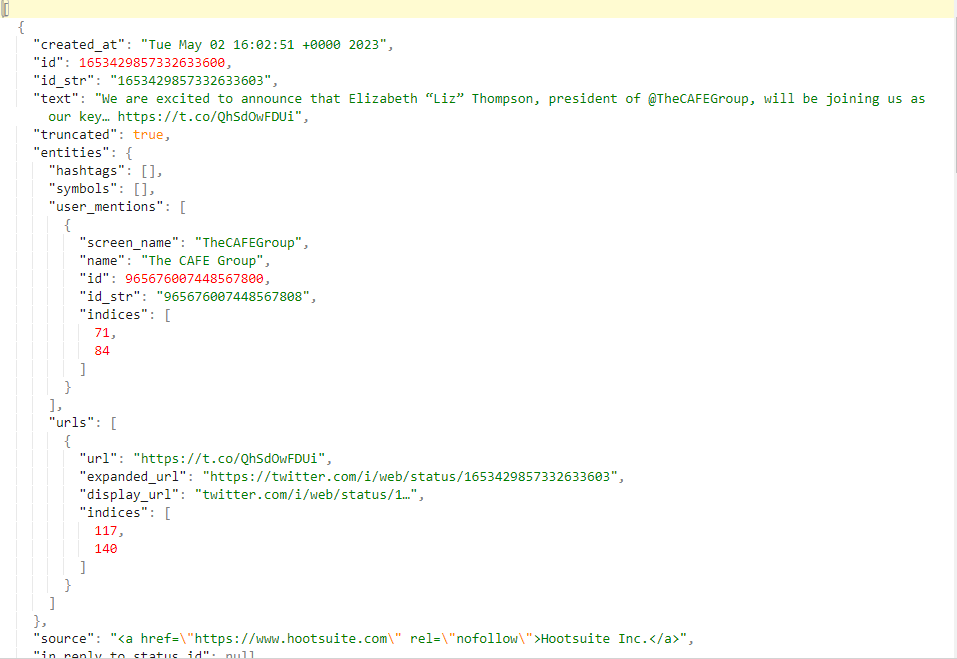 [
{
"created_at": "Tue May 02 16:02:51 +0000 2023",
"id": 1653429857332633600,
"id_str": "1653429857332633603",
"text": "We are excited to announce that Elizabeth “Liz” Thompson, president of @TheCAFEGroup, will be joining us as
our key… https://t.co/QhSdOwFDUi",
"truncated": true,
"entities": {
"hashtags": [],
"symbols": [],
"user_mentions": [
{
"screen_name": "TheCAFEGroup",
"name": "The CAFE Group",
"id": 965676007448567800,
"id_str": "965676007448567808",
"indices": [
71,
84
]
}
],
"urls": [
{
"url": "https://t.co/QhSdOwFDUi",
"expanded_url": "https://twitter.com/i/web/status/1653429857332633603",
"display_url": "twitter.com/i/web/status/1…",
"indices": [
117,
140
]
}
]
},
"source": "<a href=\"https://www.hootsuite.com\" rel=\"nofollow\">Hootsuite Inc.</a>",
"in_reply_to_status_id": null